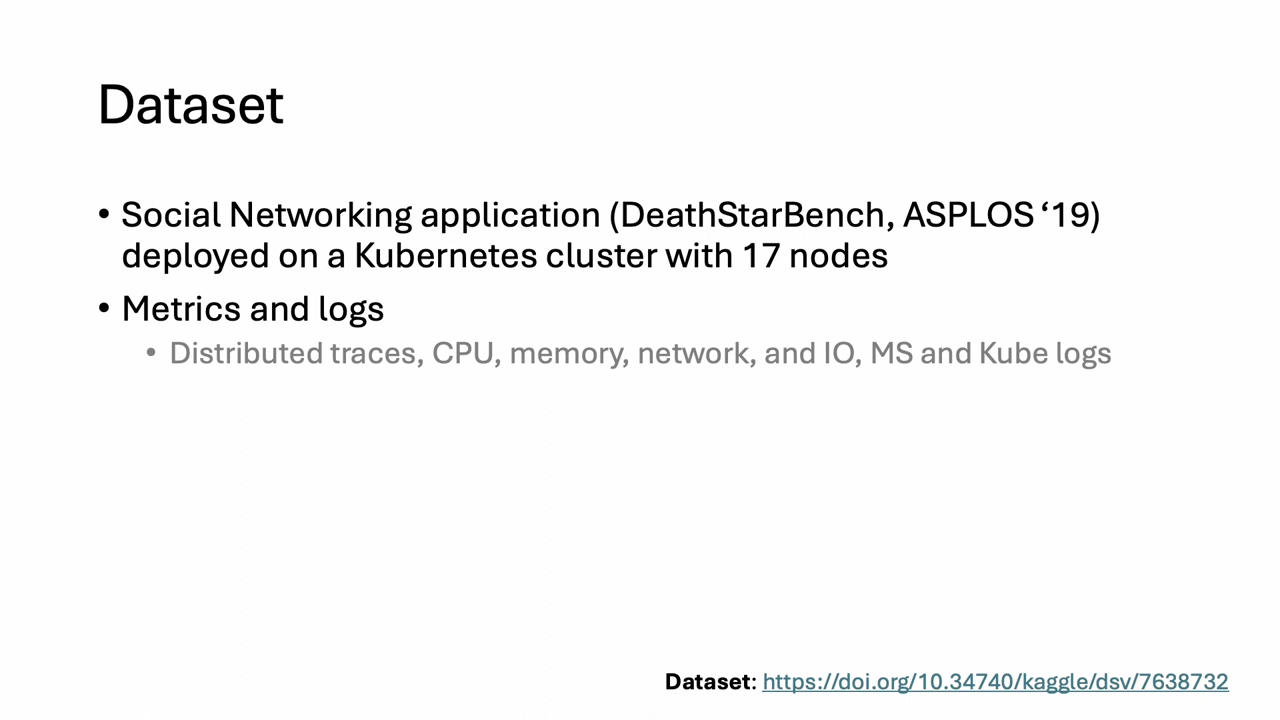 Dataset
• Social Networking application (DeathStarBench, ASPLOS ‘19)
deployed on a Kubernetes cluster with 17 nodes
• Metrics and logs
• Distributed traces, CPU, memory, network, and IO, MS and Kube logs
Dataset: https://doi.org/10.34740/kaggle/dsv/7638732